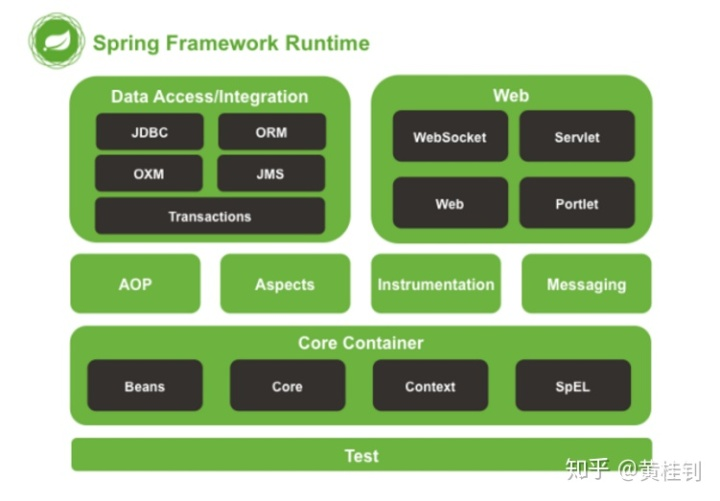 Spring Framework Runtime
Data Access/Integration
JDBC ORM
OXM JMS
Transactions
Web
WebSocket Servlet
Web Portlet
AOP Aspects Instrumentation Messaging
Core Container
Beans Core Context SpEL
Test
知乎 @黄桂钊